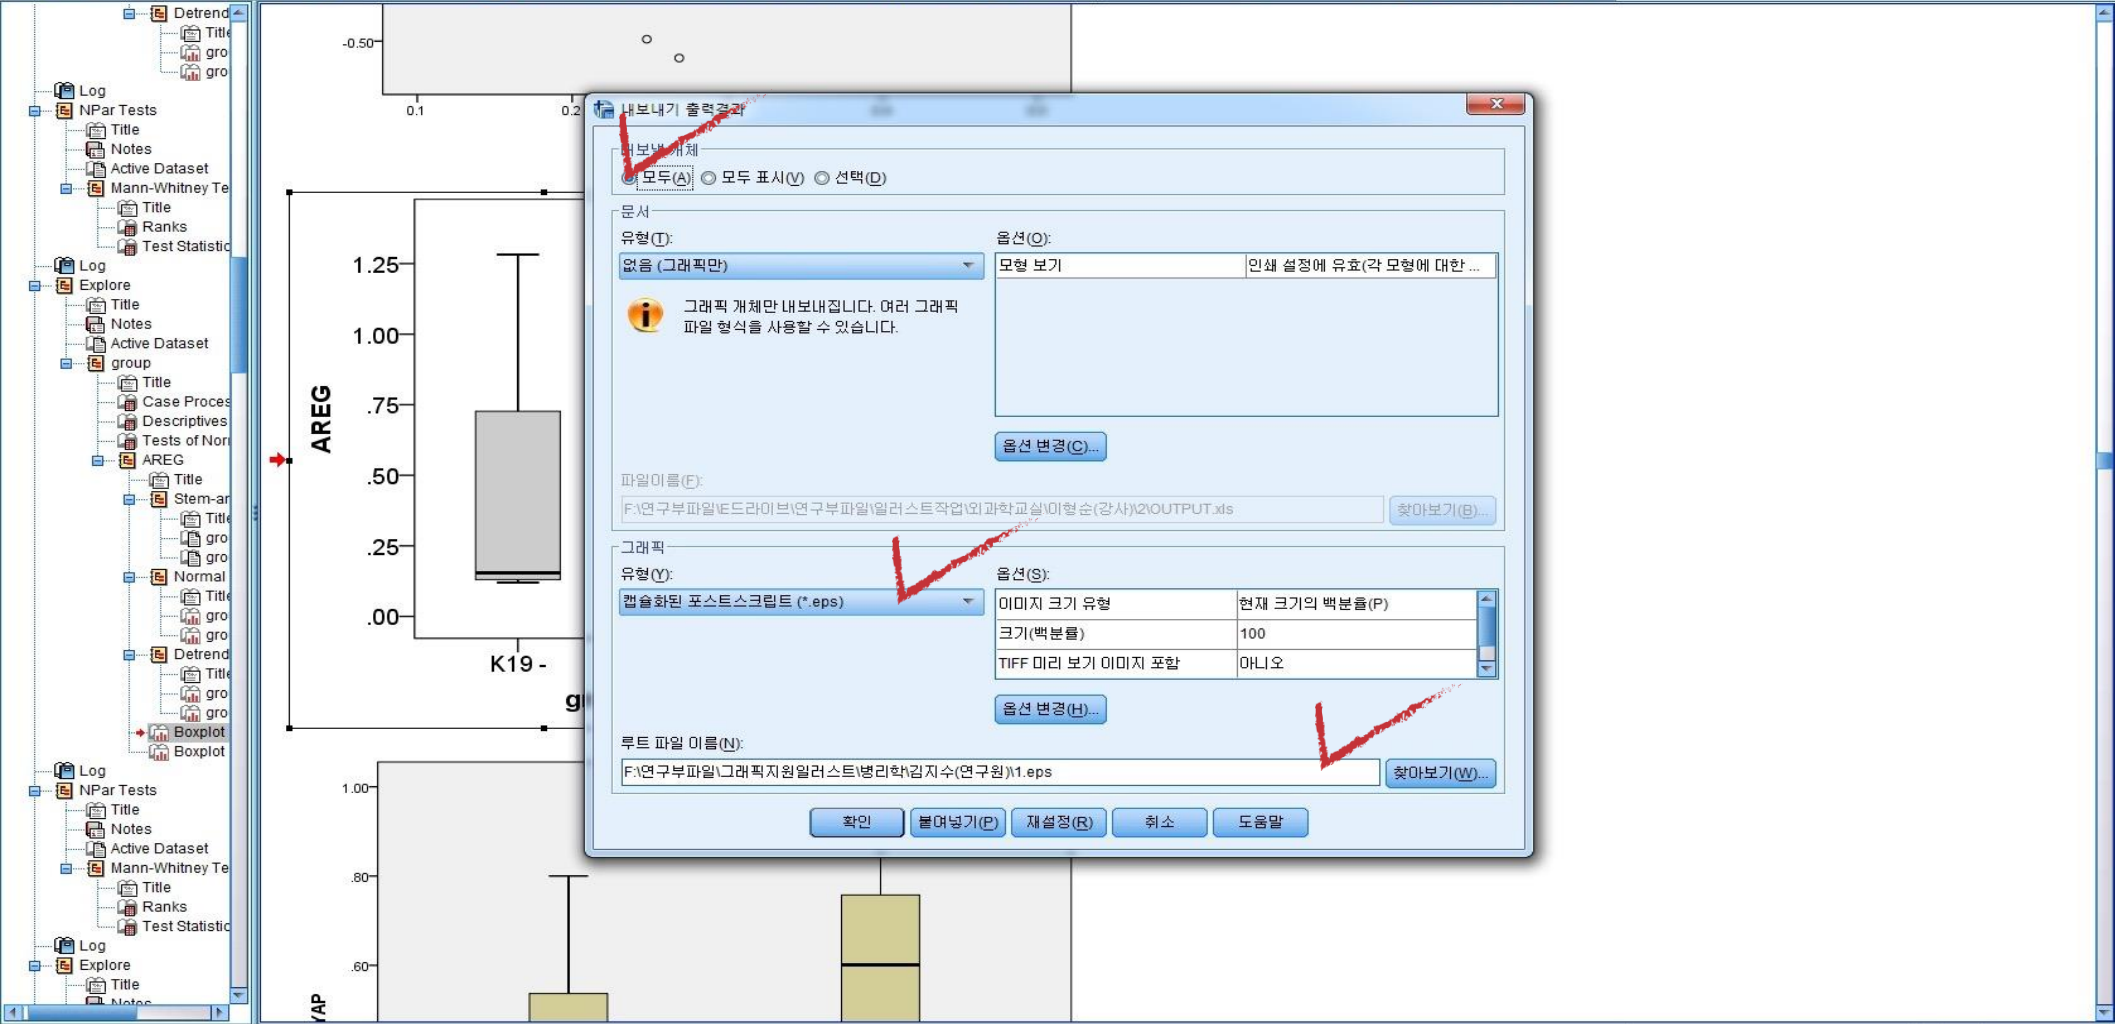 Detrend
Title
gro
gro
Log
NPar Tests
Title
Notes
Active Dataset
Mann-Whitney Te
Title
Ranks
Test Statistic
Log
Explore
Title
Notes
Active Dataset
group
Title
Case Proces
Descriptives
Tests of Nor
AREG
Title
Stem-ar
Title
gro
gro
Normal
Title
gro
gro
Detrend
Title
gro
gro
Boxplot
Boxplot
Log
NPar Tests
Title
Notes
Active Dataset
Mann-Whitney Te
Title
Ranks
Test Statistic
Log
Explore
Title
Notes
-0.50
0.1
0.2
AREG
1.25
1.00
.75
.50
.25
.00
K19 -
1.00
.80
.60
YAP
내보내기 출력결과
내보낼 개체
모두(A) 모두 표시(V) 선택(D)
문서
유형(T):
없음 (그래픽만)
그래픽 개체만 내보내집니다. 여러 그래픽
파일 형식을 사용할 수 있습니다.
옵션(O):
모형 보기 인쇄 설정에 유효(각 모형에 대한 ...
옵션 변경(C)...
파일이름(F):
F:\연구부파일\E드라이브\연구부파일\일러스트작업\외과학교실\이형순(강사)\2\OUTPUT.xls 찾아보기(B)...
그래픽
유형(Y):
캡슐화된 포스트스크립트 (*.eps)
옵션(S):
이미지 크기 유형 현재 크기의 백분율(P)
크기(백분률) 100
TIFF 미리 보기 이미지 포함 아니오
옵션 변경(H)...
루트 파일 이름(N):
F:\연구부파일\그래픽지원일러스트\병리학\김지수(연구원)\1.eps 찾아보기(W)...
확인 붙여넣기(P) 재설정(R) 취소 도움말